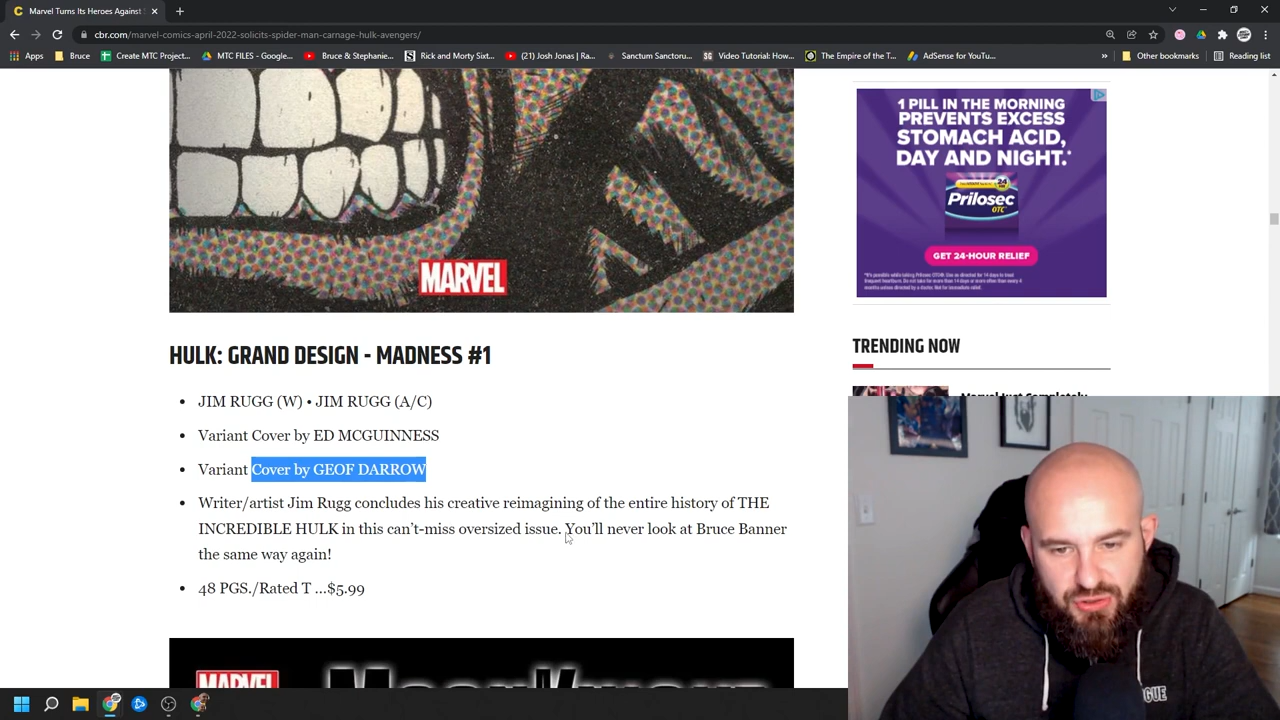 Marvel Turns Its Heroes Against
cbr.com/marvel-comics-april-2022-solicits-spider-man-carnage-hulk-avengers/
Apps
Bruce
Create MTC Project...
MTC FILES - Google...
Bruce & Stephanie...
Rick and Morty Sixt...
(21) Josh Jonas | Ra...
Sanctum Sanctoru...
Video Tutorial: How...
The Empire of the T...
AdSense for YouTu...
»
Other bookmarks
Reading list
MARVEL
1 PILL IN THE MORNING
PREVENTS EXCESS
STOMACH ACID,
DAY AND NIGHT.*
24
Prilosec
OTC
GET 24-HOUR RELIEF
HULK: GRAND DESIGN - MADNESS #1
• JIM RUGG (W) • JIM RUGG (A/C)
• Variant Cover by ED MCGUINNESS
• Variant Cover by GEOF DARROW
• Writer/artist Jim Rugg concludes his creative reimagining of the entire history of THE
INCREDIBLE HULK in this can't-miss oversized issue. You'll never look at Bruce Banner
the same way again!
• 48 PGS./Rated T …$5.99
TRENDING NOW
Marvel Just Completely
MARVEL